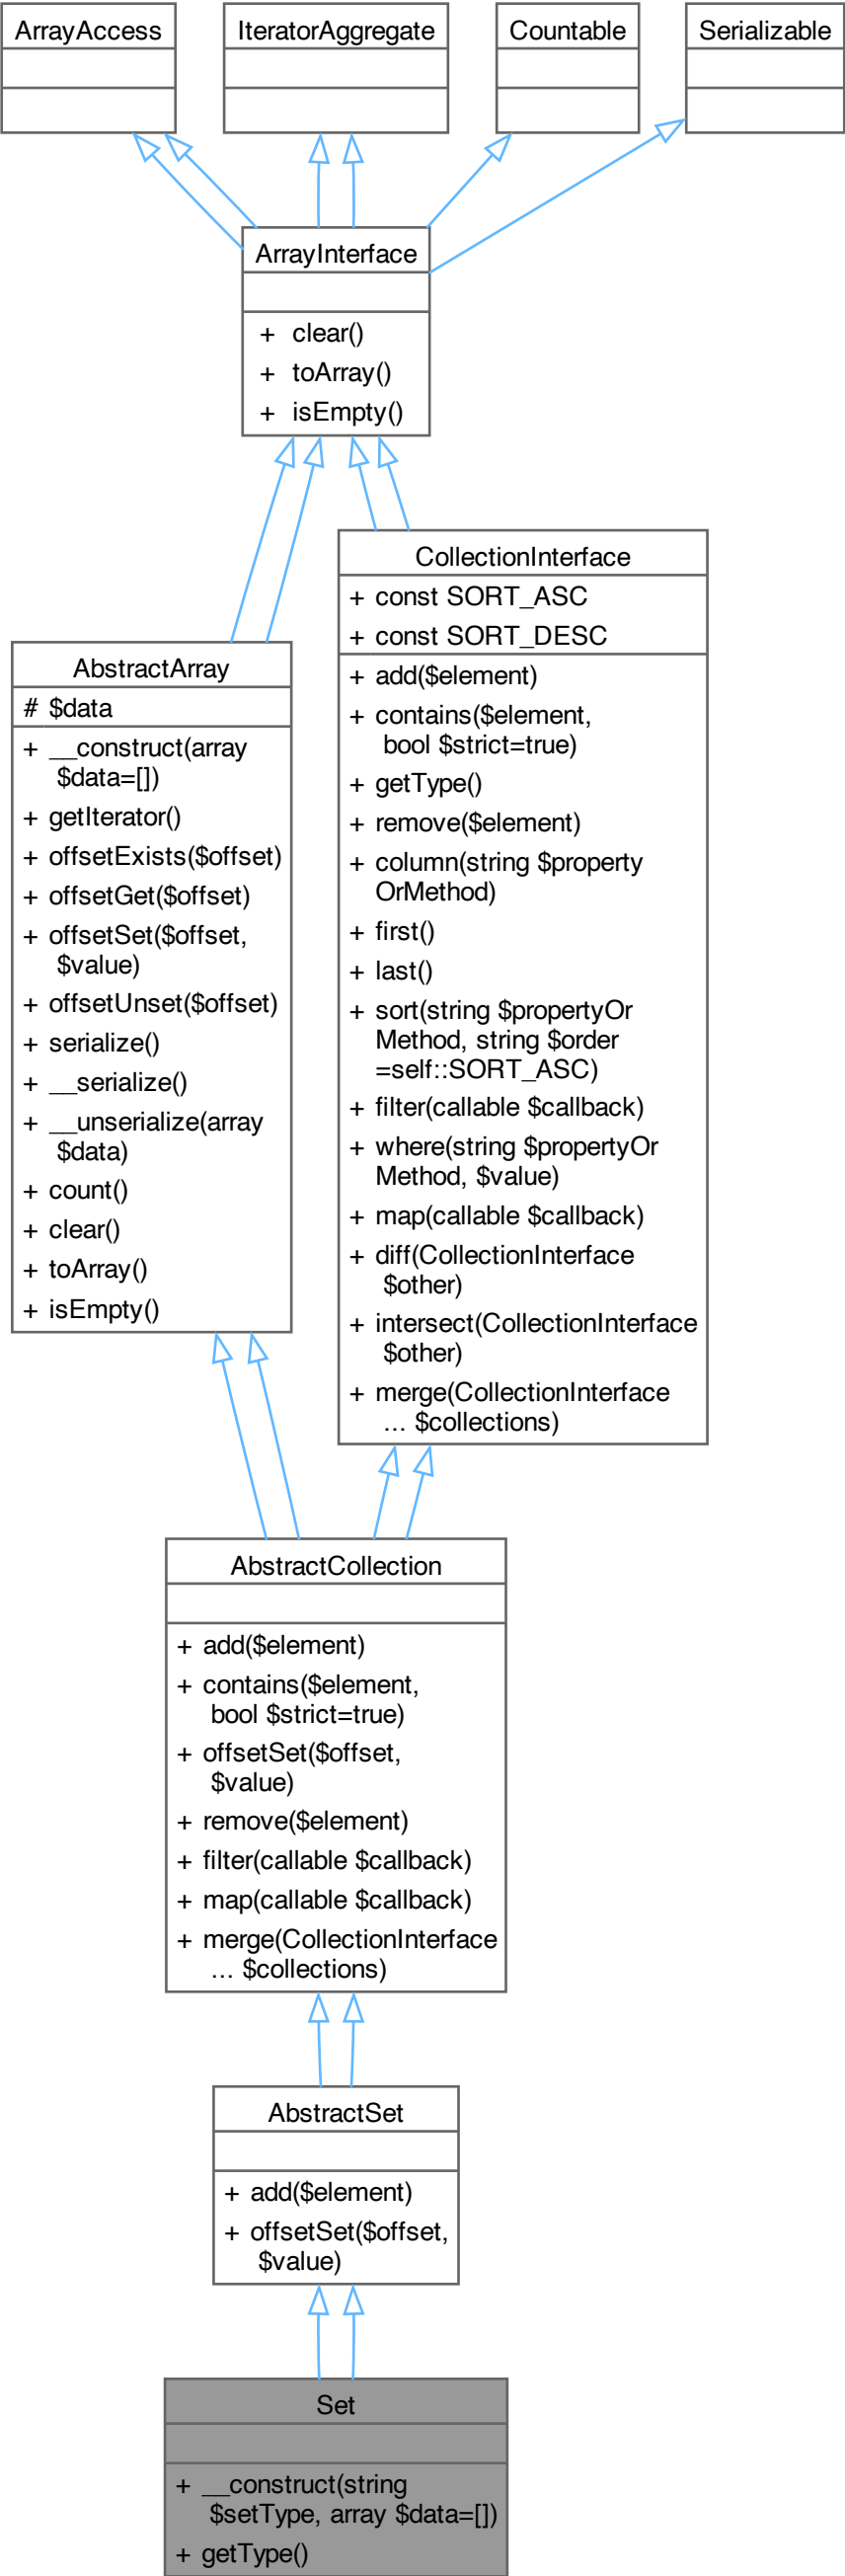 ArrayAccess
IteratorAggregate
Countable
Serializable
ArrayInterface
+ clear()
+ toArray()
+ isEmpty()
CollectionInterface
+ const SORT_ASC
+ const SORT_DESC
+ add($element)
+ contains($element,
bool $strict=true)
+ getType()
+ remove($element)
+ column(string $property
OrMethod)
+ first()
+ last()
+ sort(string $propertyOr
Method, string $order
=self::SORT_ASC)
+ filter(callable $callback)
+ where(string $propertyOr
Method, $value)
+ map(callable $callback)
+ diff(CollectionInterface
$other)
+ intersect(CollectionInterface
$other)
+ merge(CollectionInterface
... $collections)
AbstractArray
# $data
+ __construct(array
$data=[])
+ getIterator()
+ offsetExists($offset)
+ offsetGet($offset)
+ offsetSet($offset,
$value)
+ offsetUnset($offset)
+ serialize()
+ __serialize()
+ __unserialize(array
$data)
+ count()
+ clear()
+ toArray()
+ isEmpty()
AbstractCollection
+ add($element)
+ contains($element,
bool $strict=true)
+ offsetSet($offset,
$value)
+ remove($element)
+ filter(callable $callback)
+ map(callable $callback)
+ merge(CollectionInterface
... $collections)
AbstractSet
+ add($element)
+ offsetSet($offset,
$value)
Set
+ __construct(string
$setType, array $data=[])
+ getType()